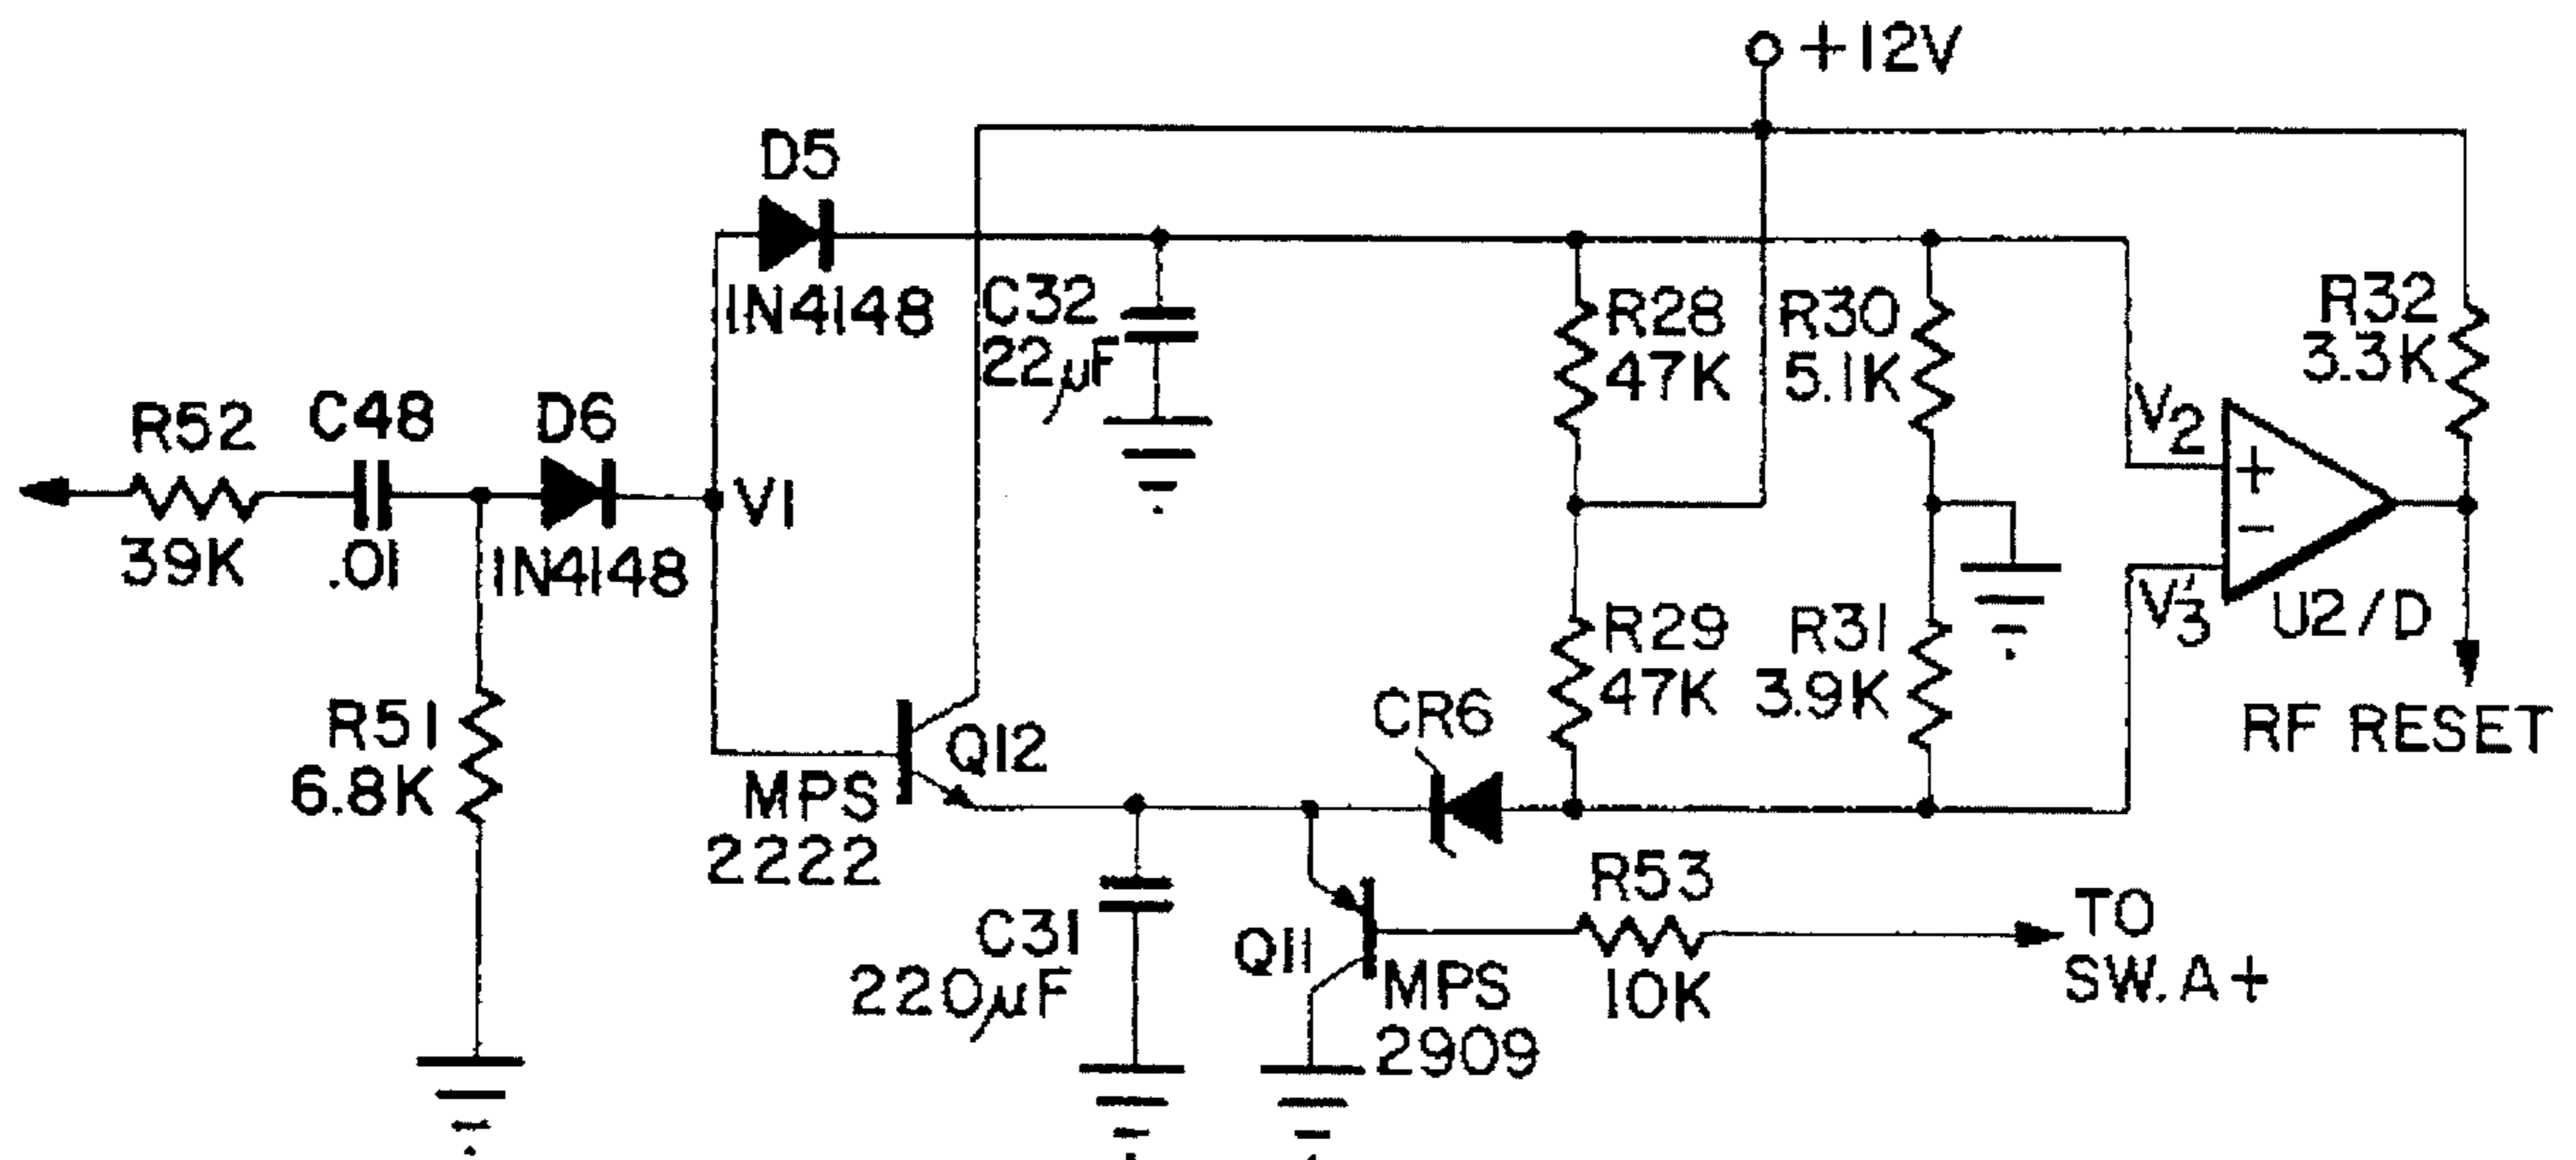 +12V
D5
1N4148
C32
22µF
R28
47K
R30
5.1K
R32
3.3K
R52
39K
C48
.01
D6
1N4148
V1
V2
+
-
V'3
U2/D
R51
6.8K
Q12
MPS
2222
CR6
R29
47K
R31
3.9K
RF RESET
C31
220µF
Q11
MPS
2909
R53
10K
TO
SW. A+